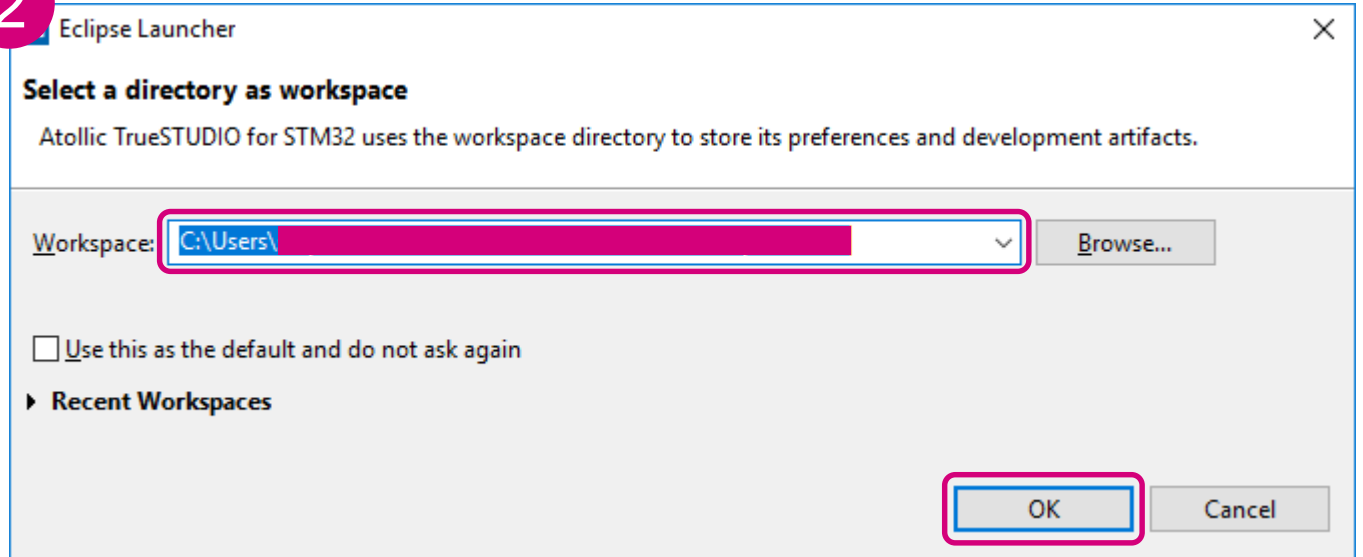 2
Eclipse Launcher
Select a directory as workspace
Atollic TrueSTUDIO for STM32 uses the workspace directory to store its preferences and development artifacts.
Workspace: C:\Users\ Browse...
Use this as the default and do not ask again
Recent Workspaces
OK Cancel